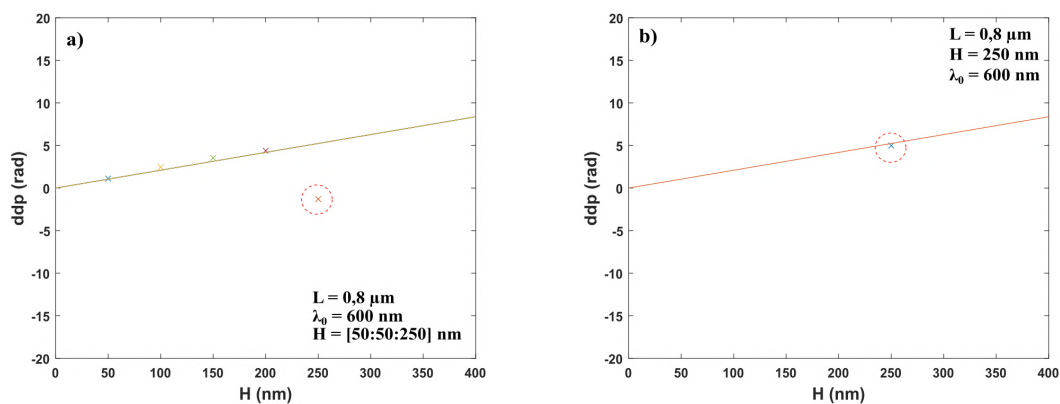 a)
20
15
10
5
0
-5
-10
-15
-20
ddp (rad)
L = 0,8 µm
λ₀ = 600 nm
H = [50:50:250] nm
0 50 100 150 200 250 300 350 400
H (nm)
b)
L = 0,8 µm
H = 250 nm
λ₀ = 600 nm
20
15
10
5
0
-5
-10
-15
-20
ddp (rad)
0 50 100 150 200 250 300 350 400
H (nm)